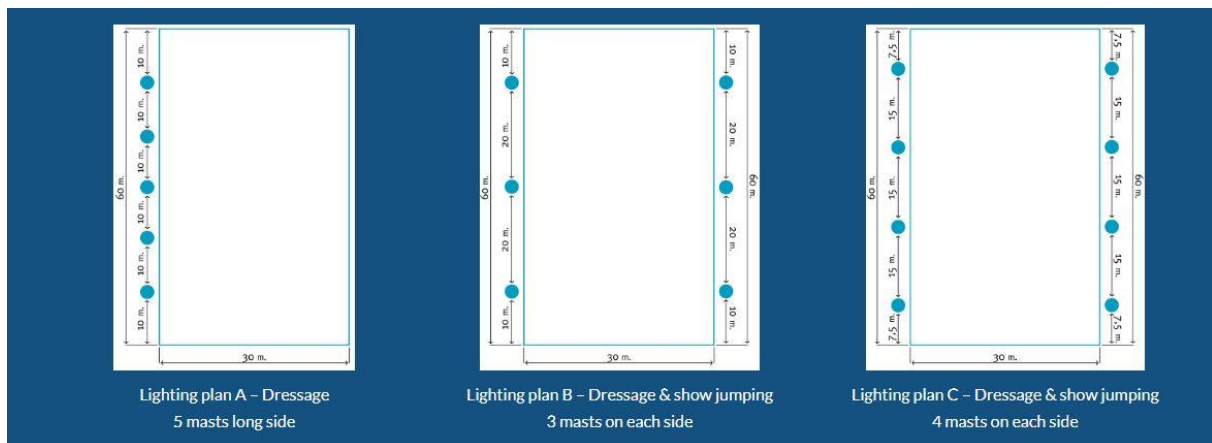 10 m.
10 m.
10 m.
10 m.
10 m.
10 m.
60 m.
30 m.
Lighting plan A – Dressage
5 masts long side
10 m.
20 m.
20 m.
10 m.
60 m.
10 m.
20 m.
20 m.
10 m.
60 m.
30 m.
Lighting plan B – Dressage & show jumping
3 masts on each side
7,5 m.
15 m.
15 m.
15 m.
7,5 m.
60 m.
7,5 m.
15 m.
15 m.
15 m.
7,5 m.
60 m.
30 m.
Lighting plan C – Dressage & show jumping
4 masts on each side